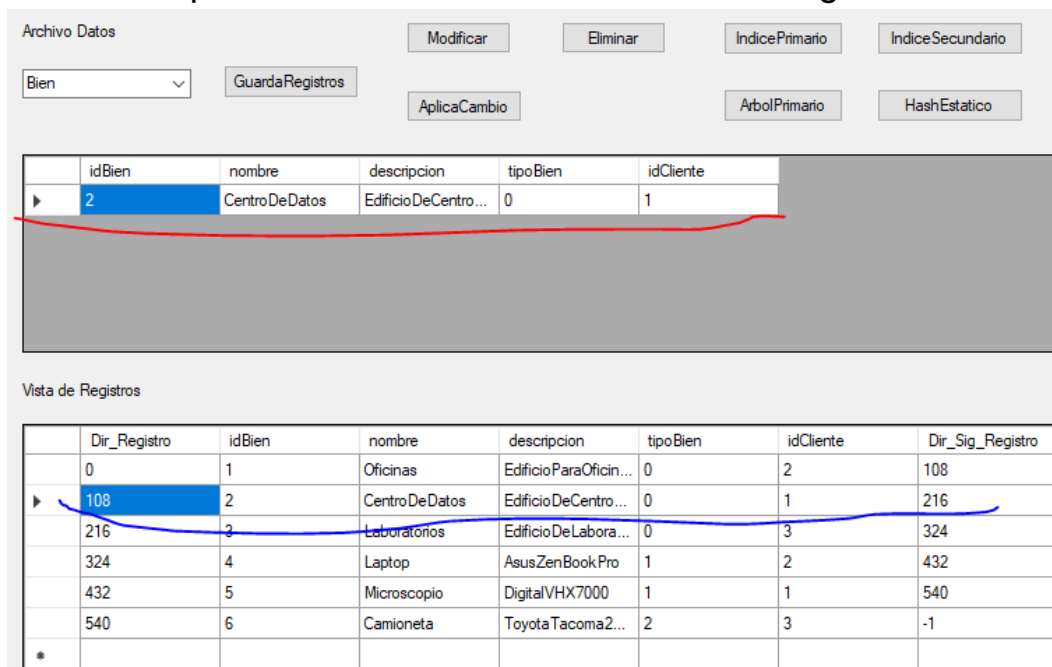 Archivo Datos Modificar Eliminar IndicePrimario IndiceSecundario
Bien GuardaRegistros
AplicaCambio ArbolPrimario HashEstatico
idBien nombre descripcion tipoBien idCliente
2 CentroDeDatos EdificioDeCentro... 0 1
Vista de Registros
Dir_Registro idBien nombre descripcion tipoBien idCliente Dir_Sig_Registro
0 1 Oficinas EdificioParaOficin... 0 2 108
108 2 CentroDeDatos EdificioDeCentro... 0 1 216
216 3 Laboratorios EdificioDeLabora... 0 3 324
324 4 Laptop AsusZenBookPro 1 2 432
432 5 Microscopio DigitalVHX7000 1 1 540
540 6 Camioneta ToyotaTacoma2... 2 3 -1